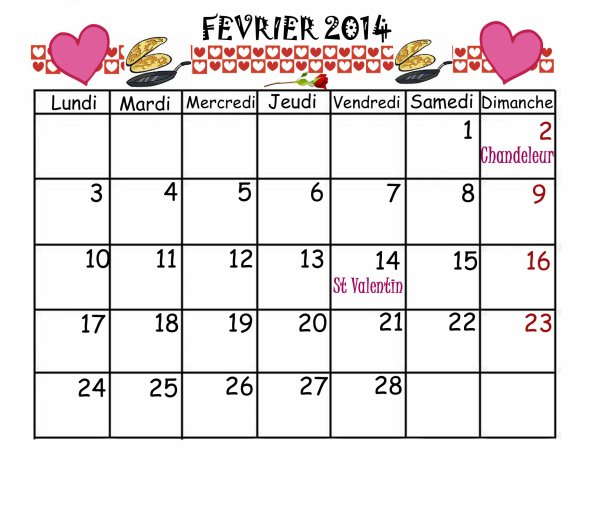 FEVRIER 2014
Lundi Mardi Mercredi Jeudi Vendredi Samedi Dimanche
1 2
Chandeleur
3 4 5 6 7 8 9
10 11 12 13 14 15 16
St Valentin
17 18 19 20 21 22 23
24 25 26 27 28